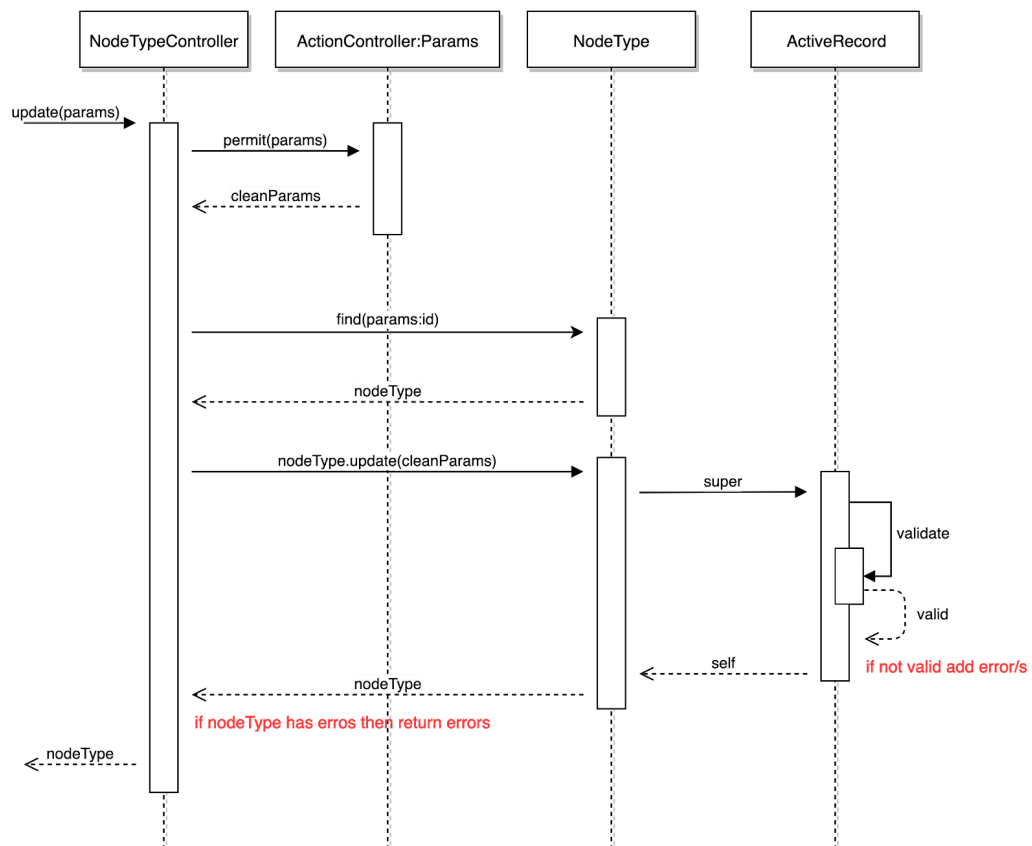 NodeTypeController
ActionController:Params
NodeType
ActiveRecord
update(params)
permit(params)
cleanParams
find(params:id)
nodeType
nodeType.update(cleanParams)
super
validate
valid
if not valid add error/s
self
nodeType
if nodeType has erros then return errors
nodeType